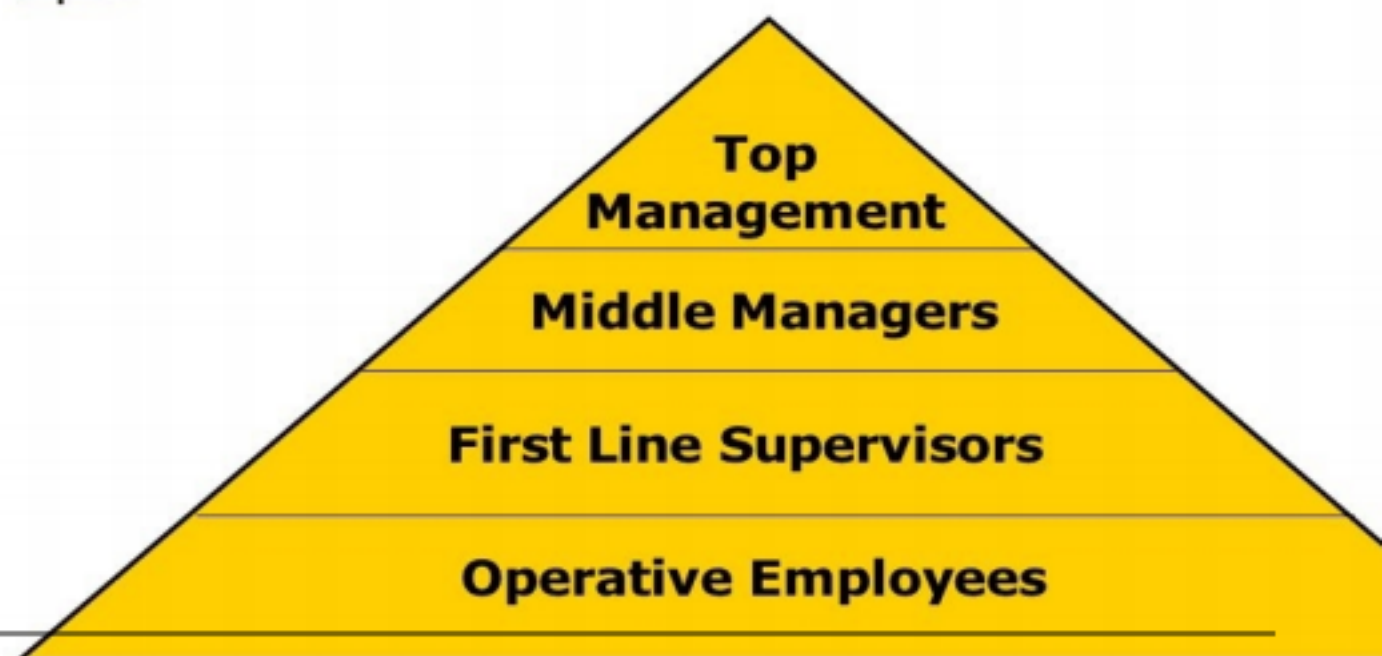 Top
Management
Middle Managers
First Line Supervisors
Operative Employees